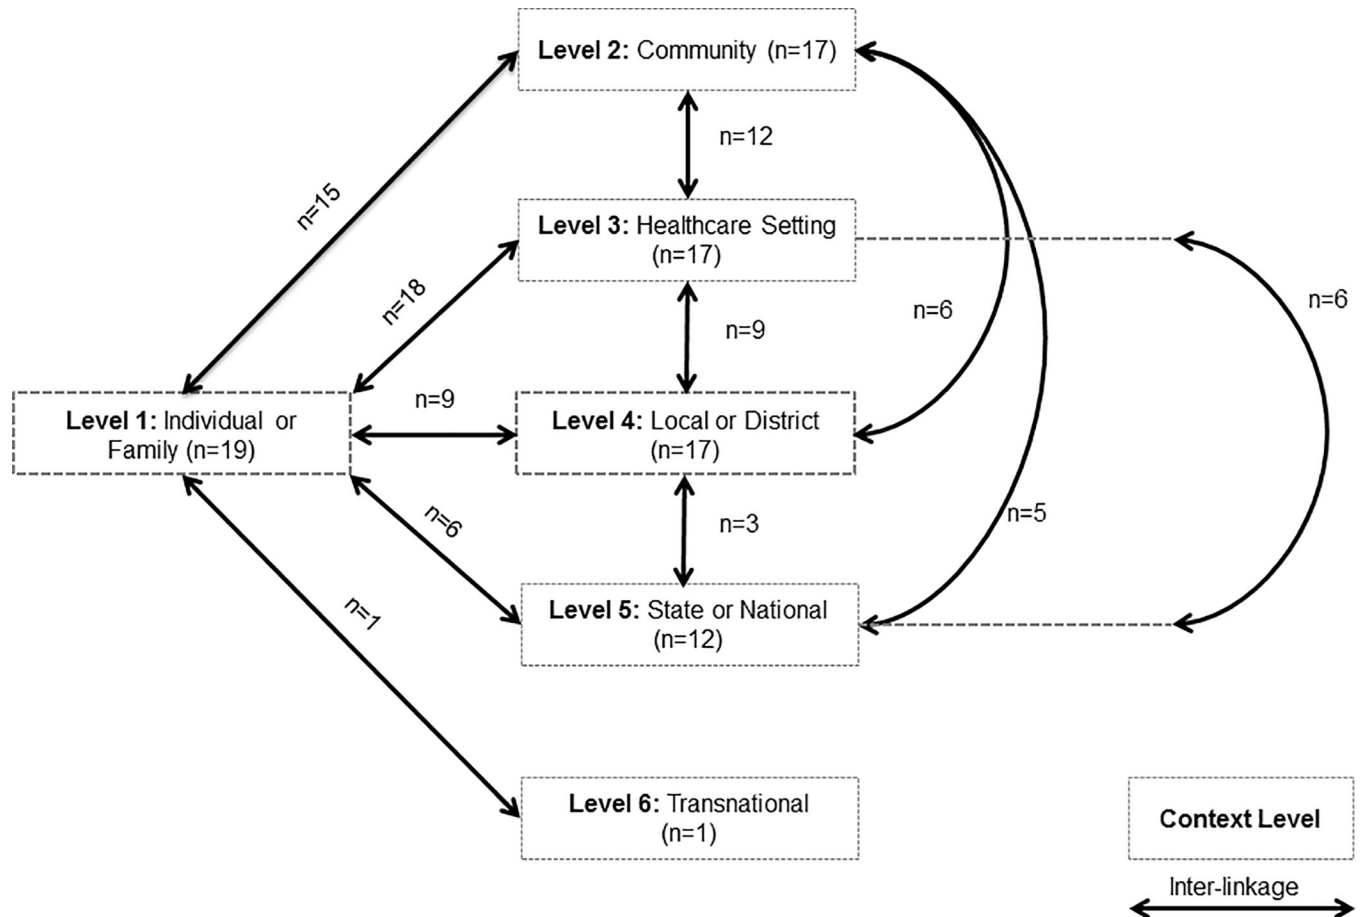 Level 2: Community (n=17)
n=12
n=15
Level 3: Healthcare Setting
(n=17)
n=18
n=9
n=6
n=6
n=9
Level 1: Individual or
Family (n=19)
Level 4: Local or District
(n=17)
n=6
n=3
n=5
n=1
Level 5: State or National
(n=12)
Level 6: Transnational
(n=1)
Context Level
Inter-linkage